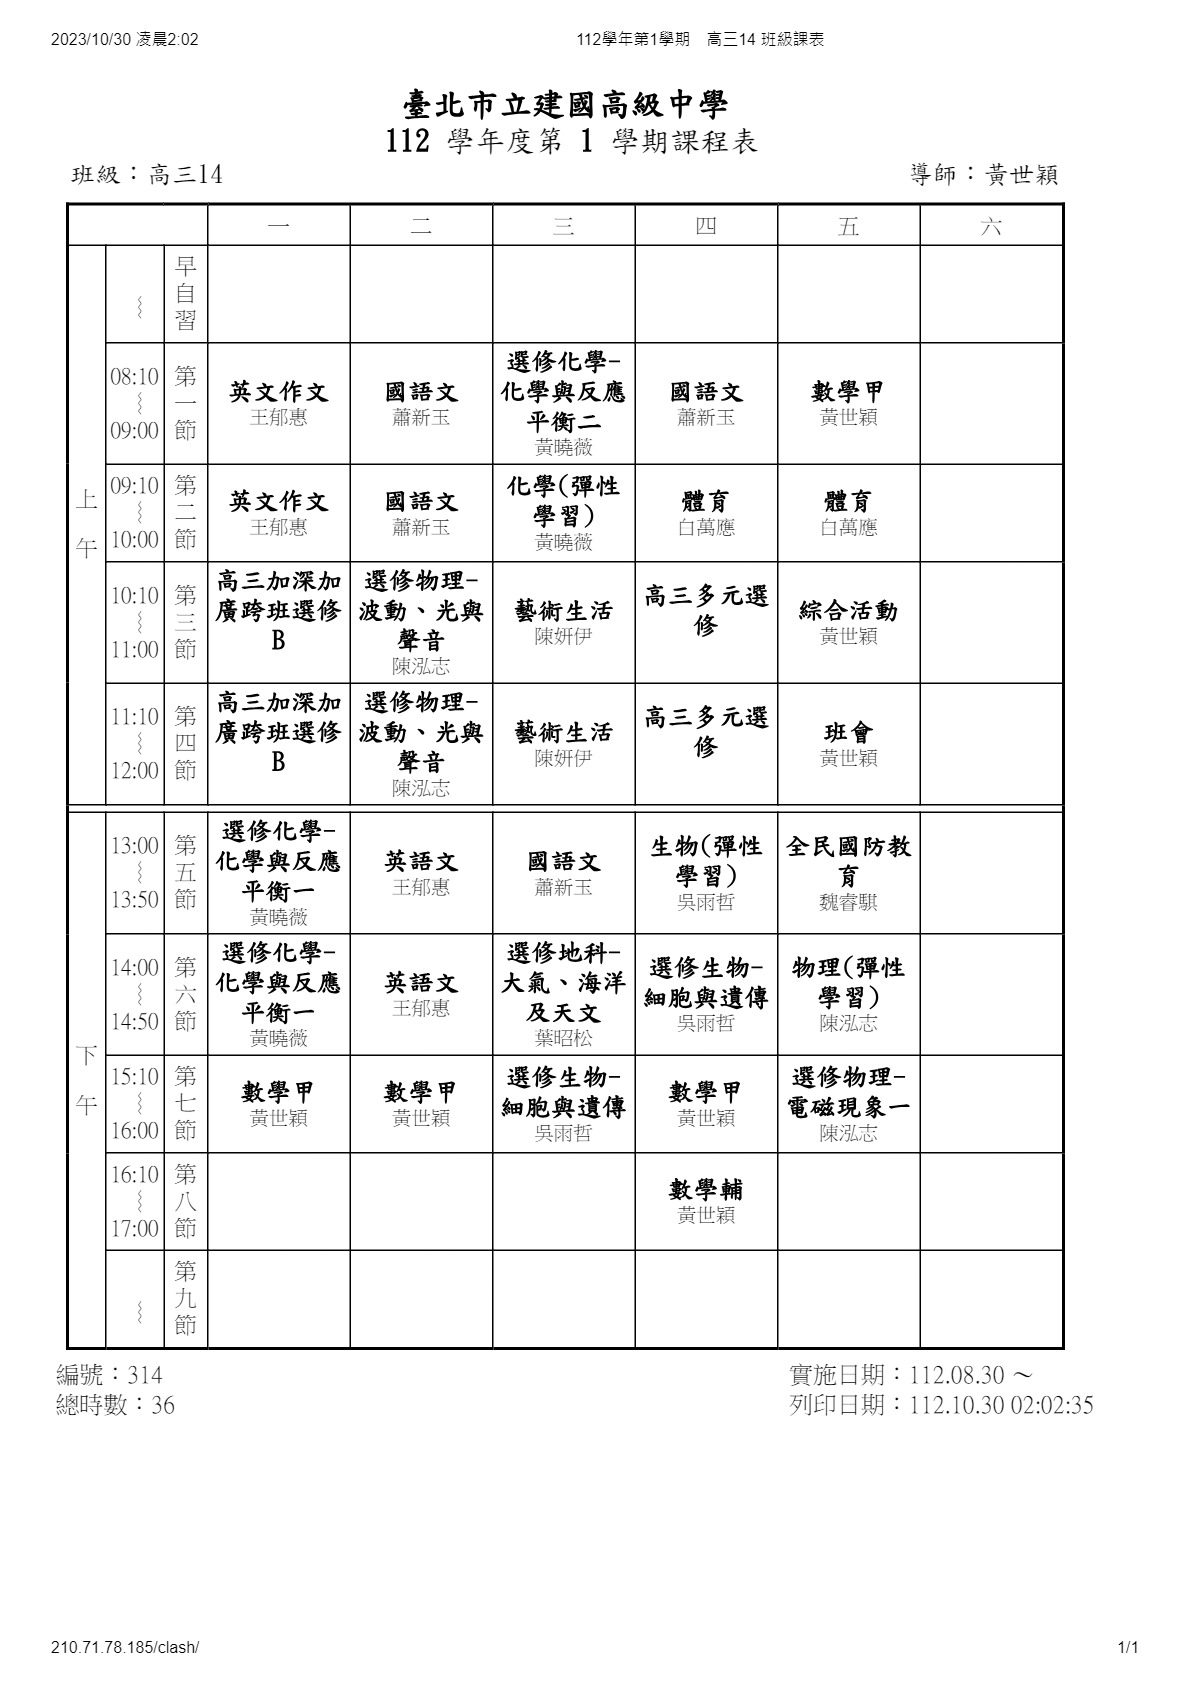 2023/10/30 凌晨2:02
112學年第1學期　高三14 班級課表
臺北市立建國高級中學
112 學年度第 1 學期課程表
班級：高三14
導師：黃世穎
一 二 三 四 五 六
上午
～
早自習
08:10
～
09:00
第一節
英文作文
王郁惠
國語文
蕭新玉
選修化學-
化學與反應
平衡二
黃曉薇
國語文
蕭新玉
數學甲
黃世穎
09:10
～
10:00
第二節
英文作文
王郁惠
國語文
蕭新玉
化學(彈性
學習)
黃曉薇
體育
白萬應
體育
白萬應
10:10
～
11:00
第三節
高三加深加
廣跨班選修
B
選修物理-
波動、光與
聲音
陳泓志
藝術生活
陳妍伊
高三多元選
修
綜合活動
黃世穎
11:10
～
12:00
第四節
高三加深加
廣跨班選修
B
選修物理-
波動、光與
聲音
陳泓志
藝術生活
陳妍伊
高三多元選
修
班會
黃世穎
下午
13:00
～
13:50
第五節
選修化學-
化學與反應
平衡一
黃曉薇
英語文
王郁惠
國語文
蕭新玉
生物(彈性
學習)
吳雨哲
全民國防教
育
魏睿騏
14:00
～
14:50
第六節
選修化學-
化學與反應
平衡一
黃曉薇
英語文
王郁惠
選修地科-
大氣、海洋
及天文
葉昭松
選修生物-
細胞與遺傳
吳雨哲
物理(彈性
學習)
陳泓志
15:10
～
16:00
第七節
數學甲
黃世穎
數學甲
黃世穎
選修生物-
細胞與遺傳
吳雨哲
數學甲
黃世穎
選修物理-
電磁現象一
陳泓志
16:10
～
17:00
第八節
數學輔
黃世穎
～
第九節
編號：314
實施日期：112.08.30 ～
總時數：36
列印日期：112.10.30 02:02:35
210.71.78.185/clash/
1/1